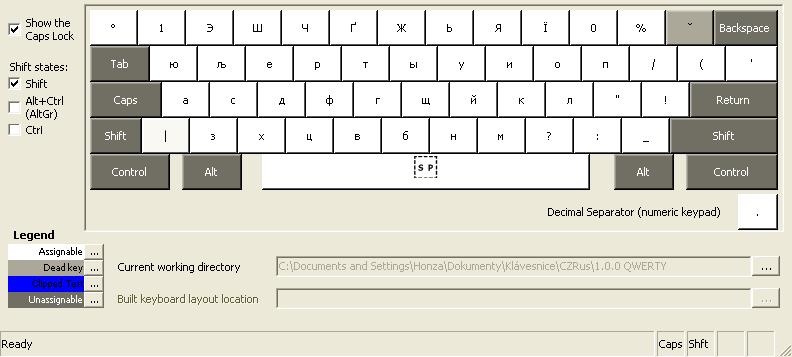 Show the
Caps Lock
Shift states:
Shift
Alt+Ctrl
(AltGr)
Ctrl
° 1 Э Ш Ч Ґ Ж Ь Я Ї 0 % ˇ Backspace
Tab ю љ е р т ы у и о п / ( '
Caps а с д ф г щ й к л " ! Return
Shift | з х ц в б н м ? : _ Shift
Control Alt SP Alt Control
Decimal Separator (numeric keypad) .
Legend
Assignable ...
Dead key ...
Clipped Text ...
Unassignable ...
Current working directory C:\Documents and Settings\Honza\Dokumenty\Klávesnice\CZRus\1.0.0 QWERTY ...
Built keyboard layout location ...
Ready Caps Shft